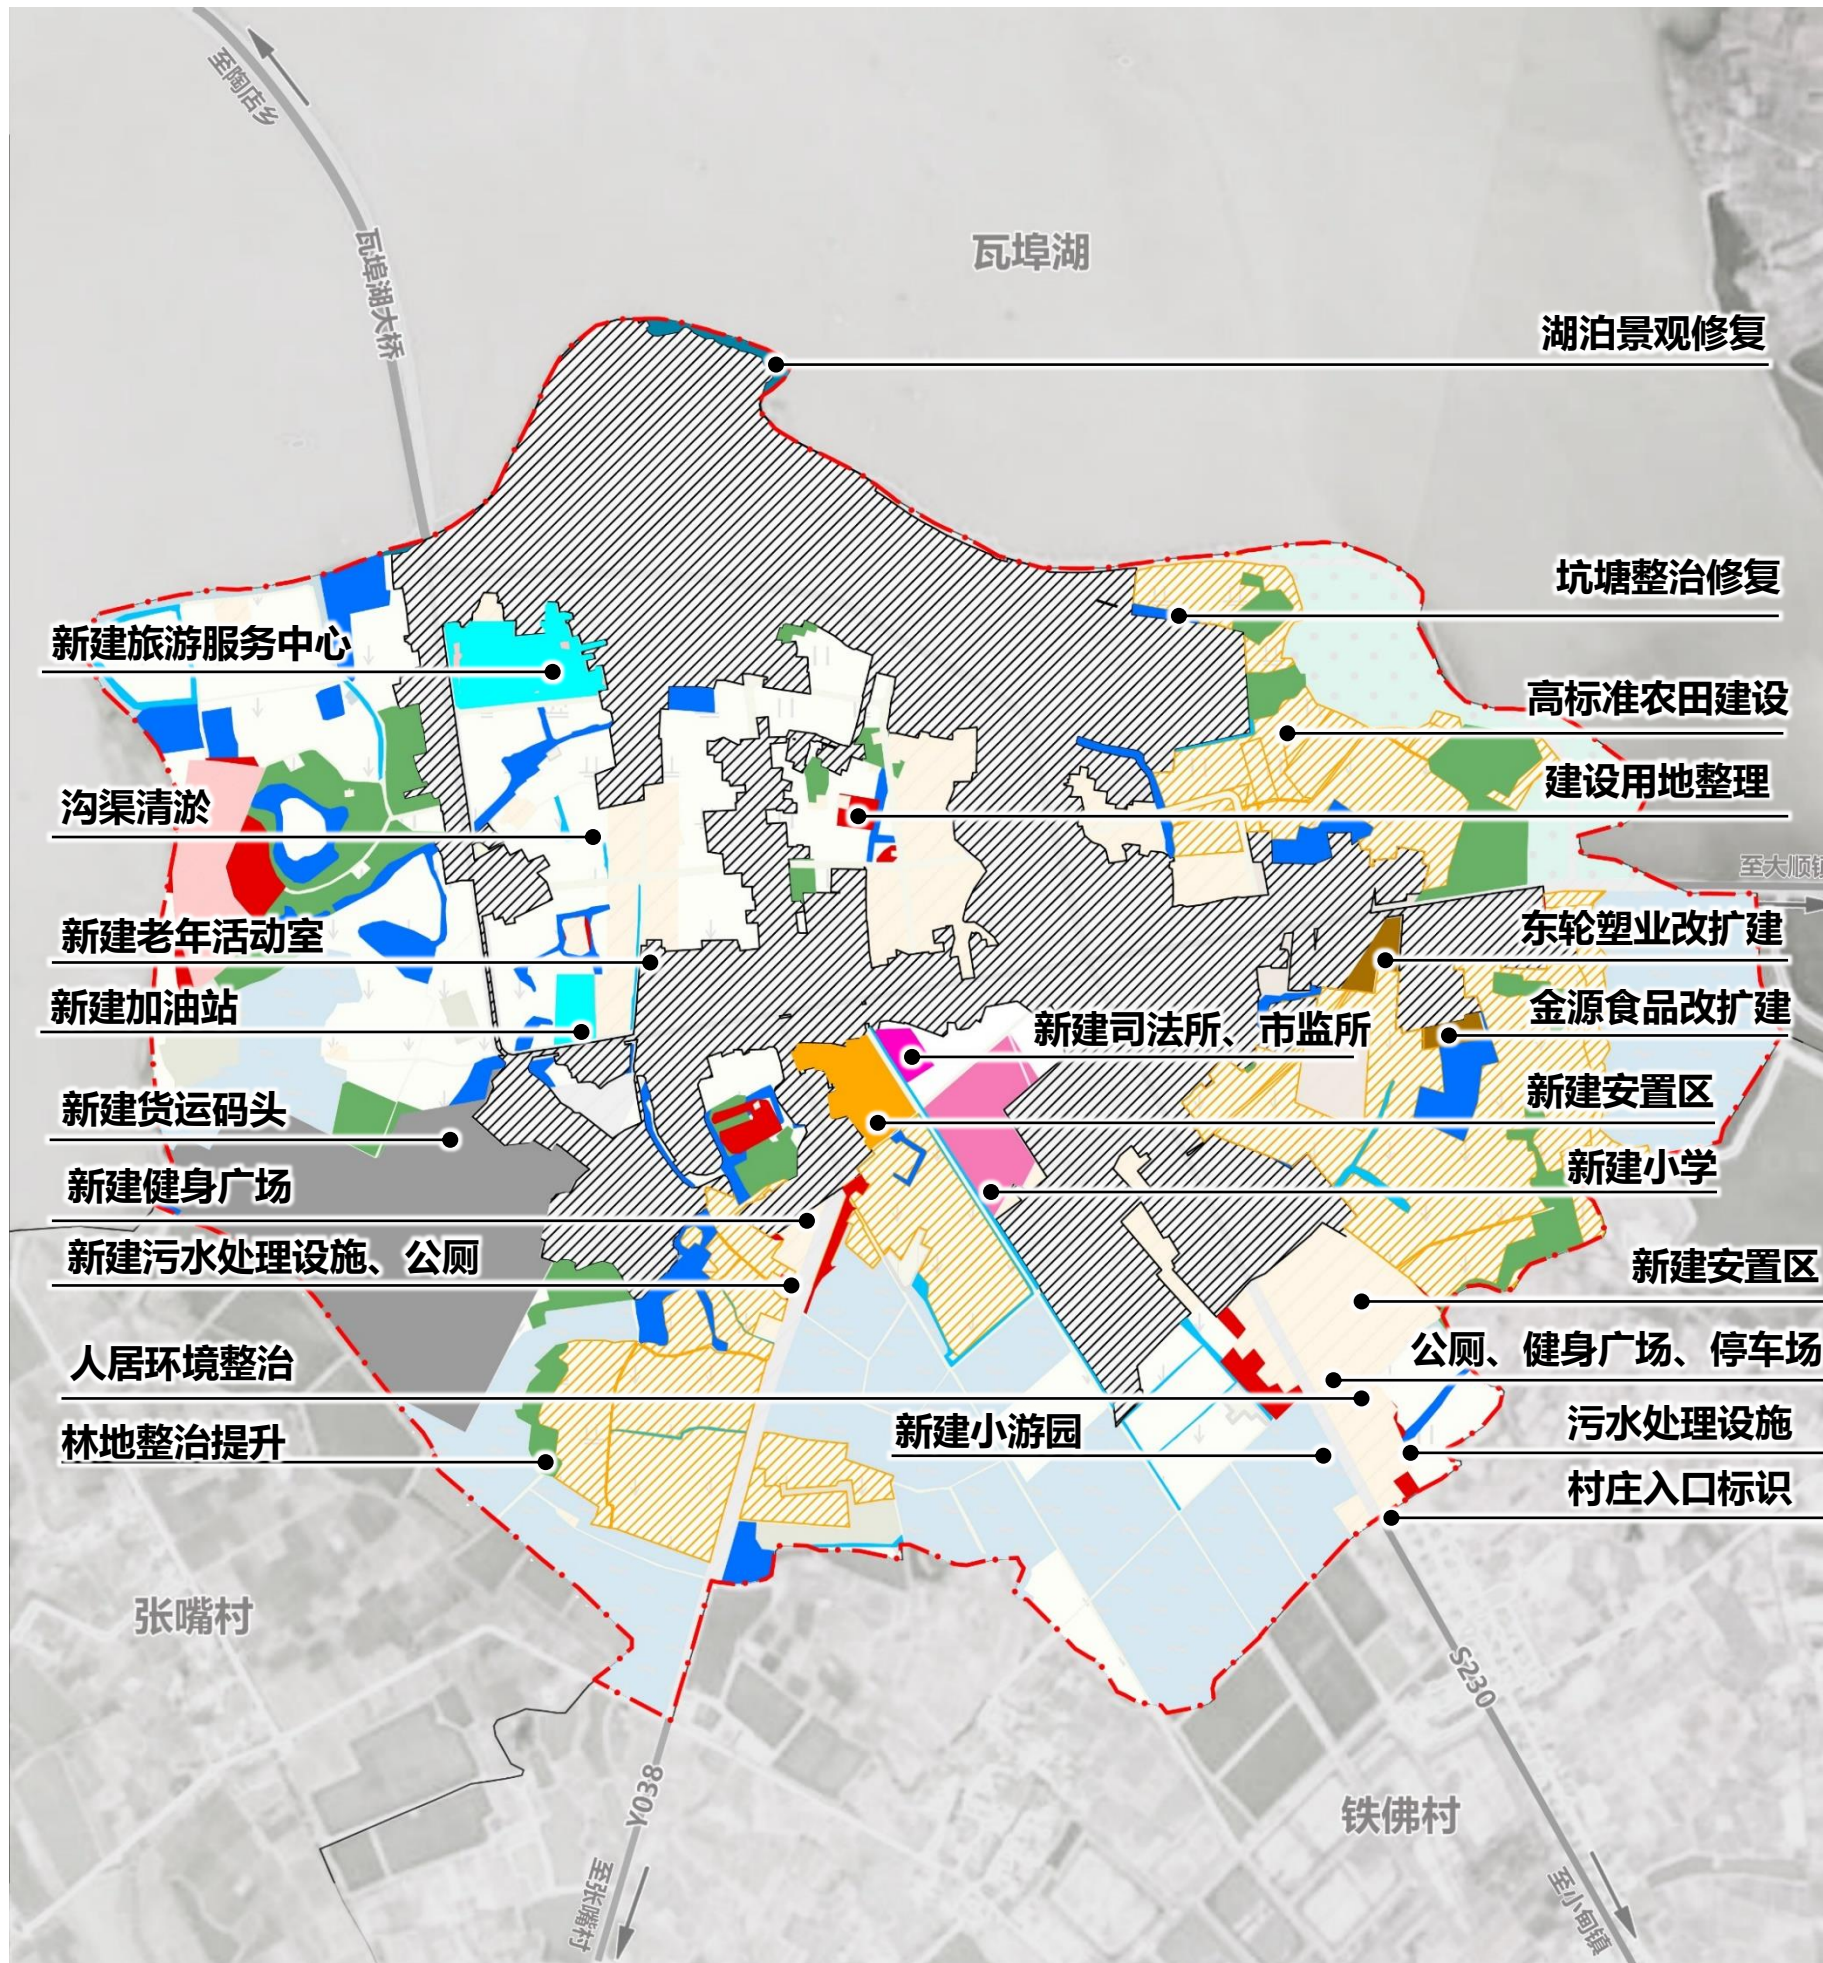 至陶店乡
瓦埠湖大桥
瓦埠湖
湖泊景观修复
坑塘整治修复
新建旅游服务中心
高标准农田建设
建设用地整理
沟渠清淤
至大顺镇
新建老年活动室
东轮塑业改扩建
新建加油站
新建司法所、市监所
金源食品改扩建
新建货运码头
新建安置区
新建小学
新建健身广场
新建污水处理设施、公厕
新建安置区
人居环境整治
公厕、健身广场、停车场
林地整治提升
新建小游园
污水处理设施
村庄入口标识
张嘴村
S230
Y038
铁佛村
至张嘴村
至小甸镇